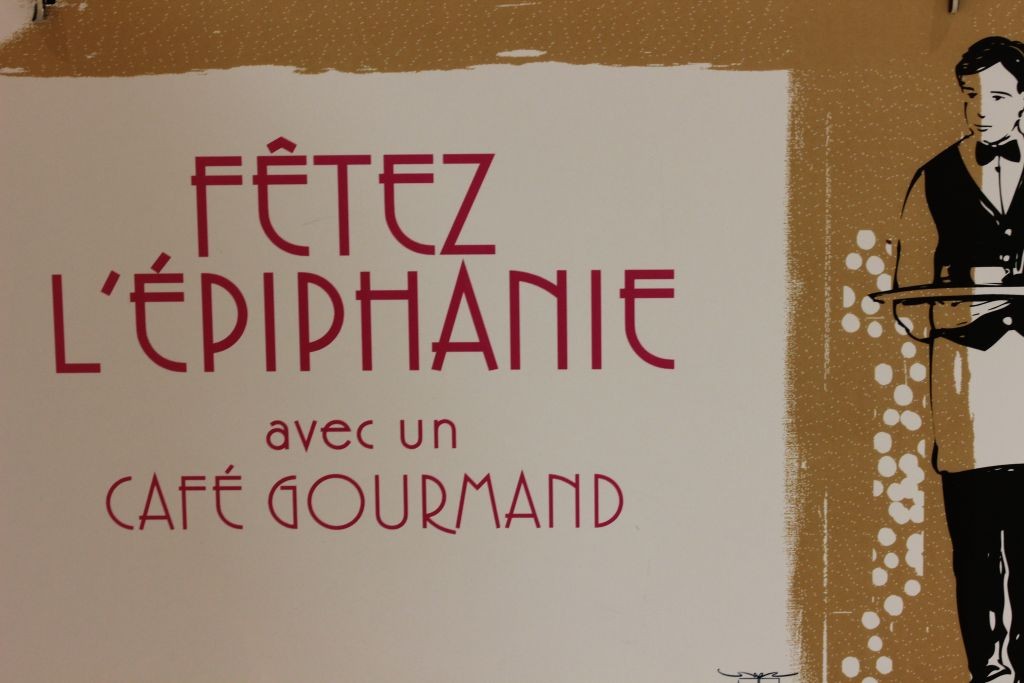 FÊTEZ
L'ÉPIPHANIE
avec un
CAFÉ GOURMAND